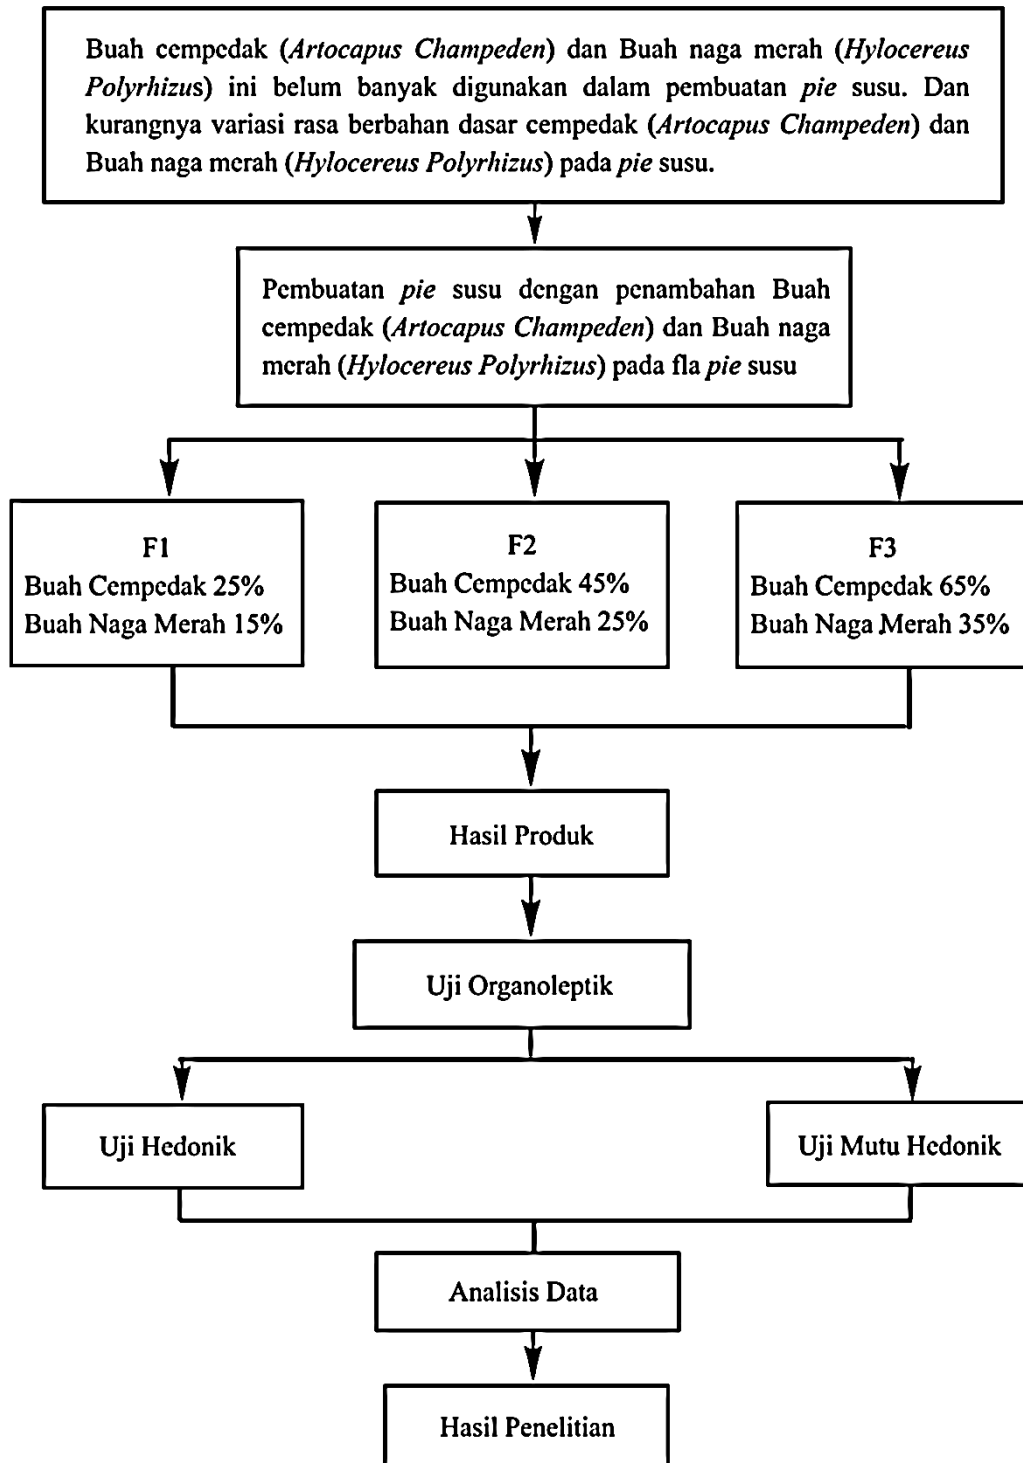 Buah cempedak (Artocapus Champeden) dan Buah naga merah (Hylocereus
Polyrhizus) ini belum banyak digunakan dalam pembuatan pie susu. Dan
kurangnya variasi rasa berbahan dasar cempedak (Artocapus Champeden) dan
Buah naga merah (Hylocereus Polyrhizus) pada pie susu.
Pembuatan pie susu dengan penambahan Buah
cempedak (Artocapus Champeden) dan Buah naga
merah (Hylocereus Polyrhizus) pada fla pie susu
F1
Buah Cempedak 25%
Buah Naga Merah 15%
F2
Buah Cempedak 45%
Buah Naga Merah 25%
F3
Buah Cempedak 65%
Buah Naga Merah 35%
Hasil Produk
Uji Organoleptik
Uji Hedonik
Uji Mutu Hedonik
Analisis Data
Hasil Penelitian